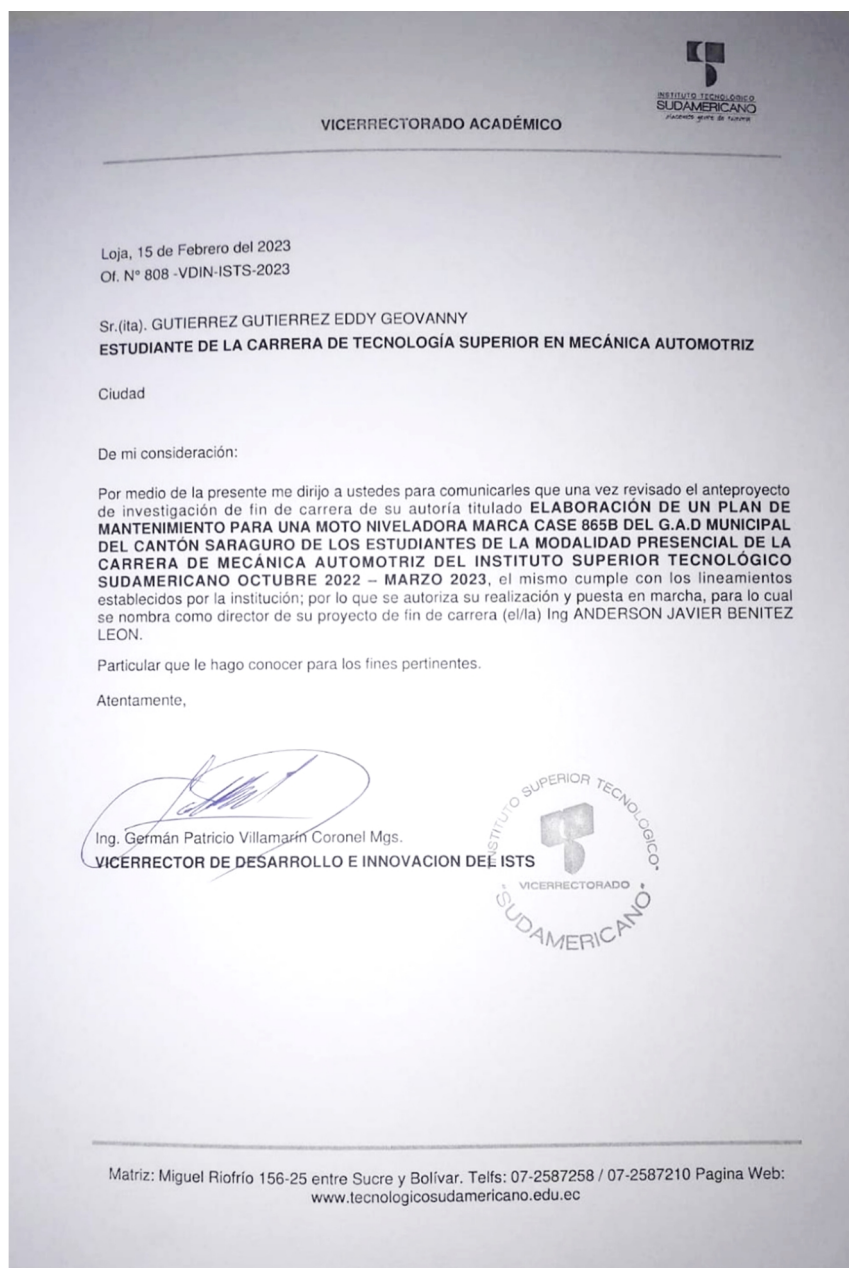 INSTITUTO TECNOLÓGICO
SUDAMERICANO
Hacemos gente de talento
VICERRECTORADO ACADÉMICO
Loja, 15 de Febrero del 2023
Of. N° 808 -VDIN-ISTS-2023
Sr.(ita). GUTIERREZ GUTIERREZ EDDY GEOVANNY
ESTUDIANTE DE LA CARRERA DE TECNOLOGÍA SUPERIOR EN MECÁNICA AUTOMOTRIZ
Ciudad
De mi consideración:
Por medio de la presente me dirijo a ustedes para comunicarles que una vez revisado el anteproyecto
de investigación de fin de carrera de su autoría titulado ELABORACIÓN DE UN PLAN DE
MANTENIMIENTO PARA UNA MOTO NIVELADORA MARCA CASE 865B DEL G.A.D MUNICIPAL
DEL CANTÓN SARAGURO DE LOS ESTUDIANTES DE LA MODALIDAD PRESENCIAL DE LA
CARRERA DE MECÁNICA AUTOMOTRIZ DEL INSTITUTO SUPERIOR TECNOLÓGICO
SUDAMERICANO OCTUBRE 2022 – MARZO 2023, el mismo cumple con los lineamientos
establecidos por la institución; por lo que se autoriza su realización y puesta en marcha, para lo cual
se nombra como director de su proyecto de fin de carrera (el/la) Ing ANDERSON JAVIER BENITEZ
LEON.
Particular que le hago conocer para los fines pertinentes.
Atentamente,
Ing. Germán Patricio Villamarín Coronel Mgs.
VICERRECTOR DE DESARROLLO E INNOVACION DEL ISTS
INSTITUTO SUPERIOR TECNOLOGICO
VICERRECTORADO
SUDAMERICANO
Matriz: Miguel Riofrío 156-25 entre Sucre y Bolívar. Telfs: 07-2587258 / 07-2587210 Pagina Web:
www.tecnologicosudamericano.edu.ec